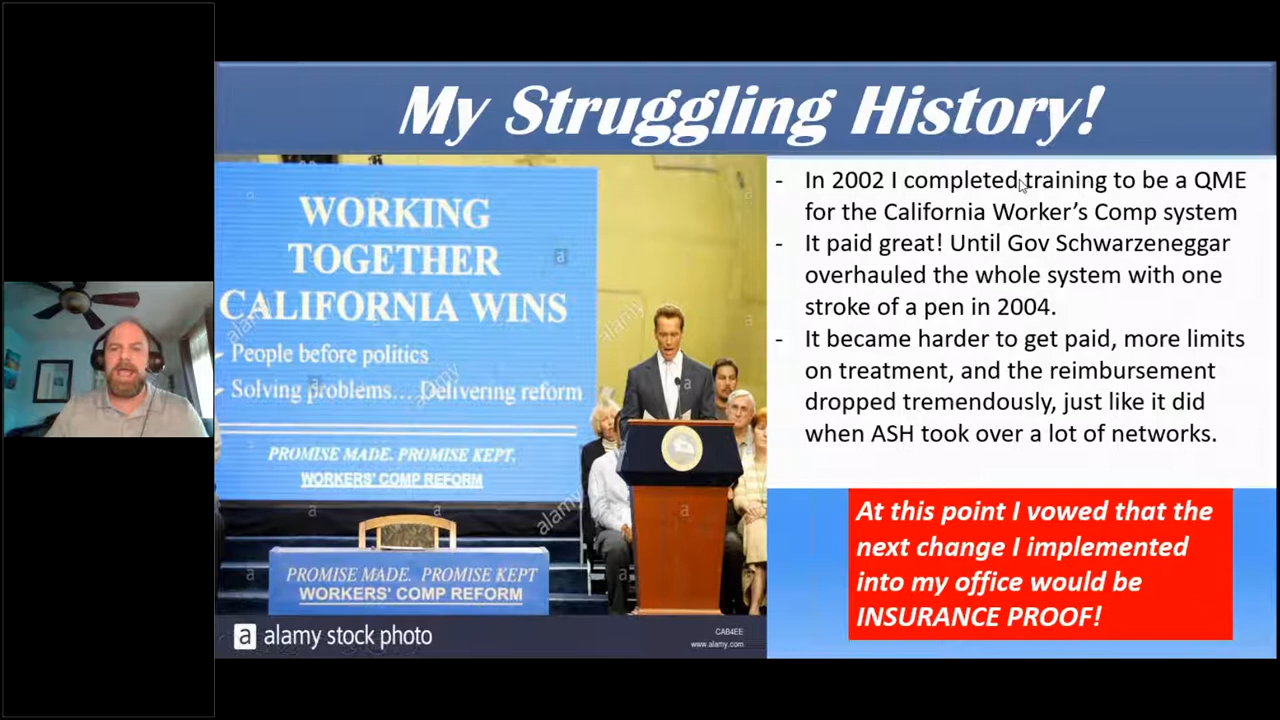 My Struggling History!
WORKING
TOGETHER
CALIFORNIA WINS
People before politics
Solving problems... Delivering reform
PROMISE MADE. PROMISE KEPT.
WORKERS' COMP REFORM
PROMISE MADE. PROMISE KEPT
WORKERS' COMP REFORM
alamy
alamy
alamy
alamy
a alamy stock photo
CAB4EE
www.alamy.com
- In 2002 I completed training to be a QME
for the California Worker's Comp system
- It paid great! Until Gov Schwarzeneggar
overhauled the whole system with one
stroke of a pen in 2004.
- It became harder to get paid, more limits
on treatment, and the reimbursement
dropped tremendously, just like it did
when ASH took over a lot of networks.
At this point I vowed that the
next change I implemented
into my office would be
INSURANCE PROOF!